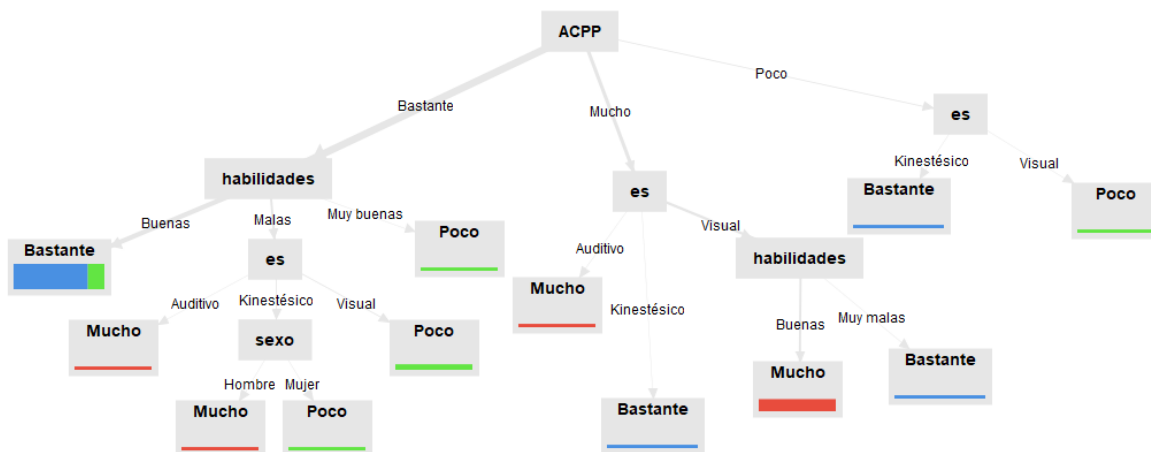 ACPP
Poco
Bastante
Mucho
es
Kinestésico
Visual
habilidades
es
Bastante
Poco
Buenas
Malas
Muy buenas
Visual
Bastante
es
Poco
Auditivo
habilidades
Auditivo
Kinestésico
Visual
Mucho
Kinestésico
Mucho
sexo
Poco
Buenas
Muy malas
Hombre
Mujer
Mucho
Bastante
Mucho
Poco
Bastante